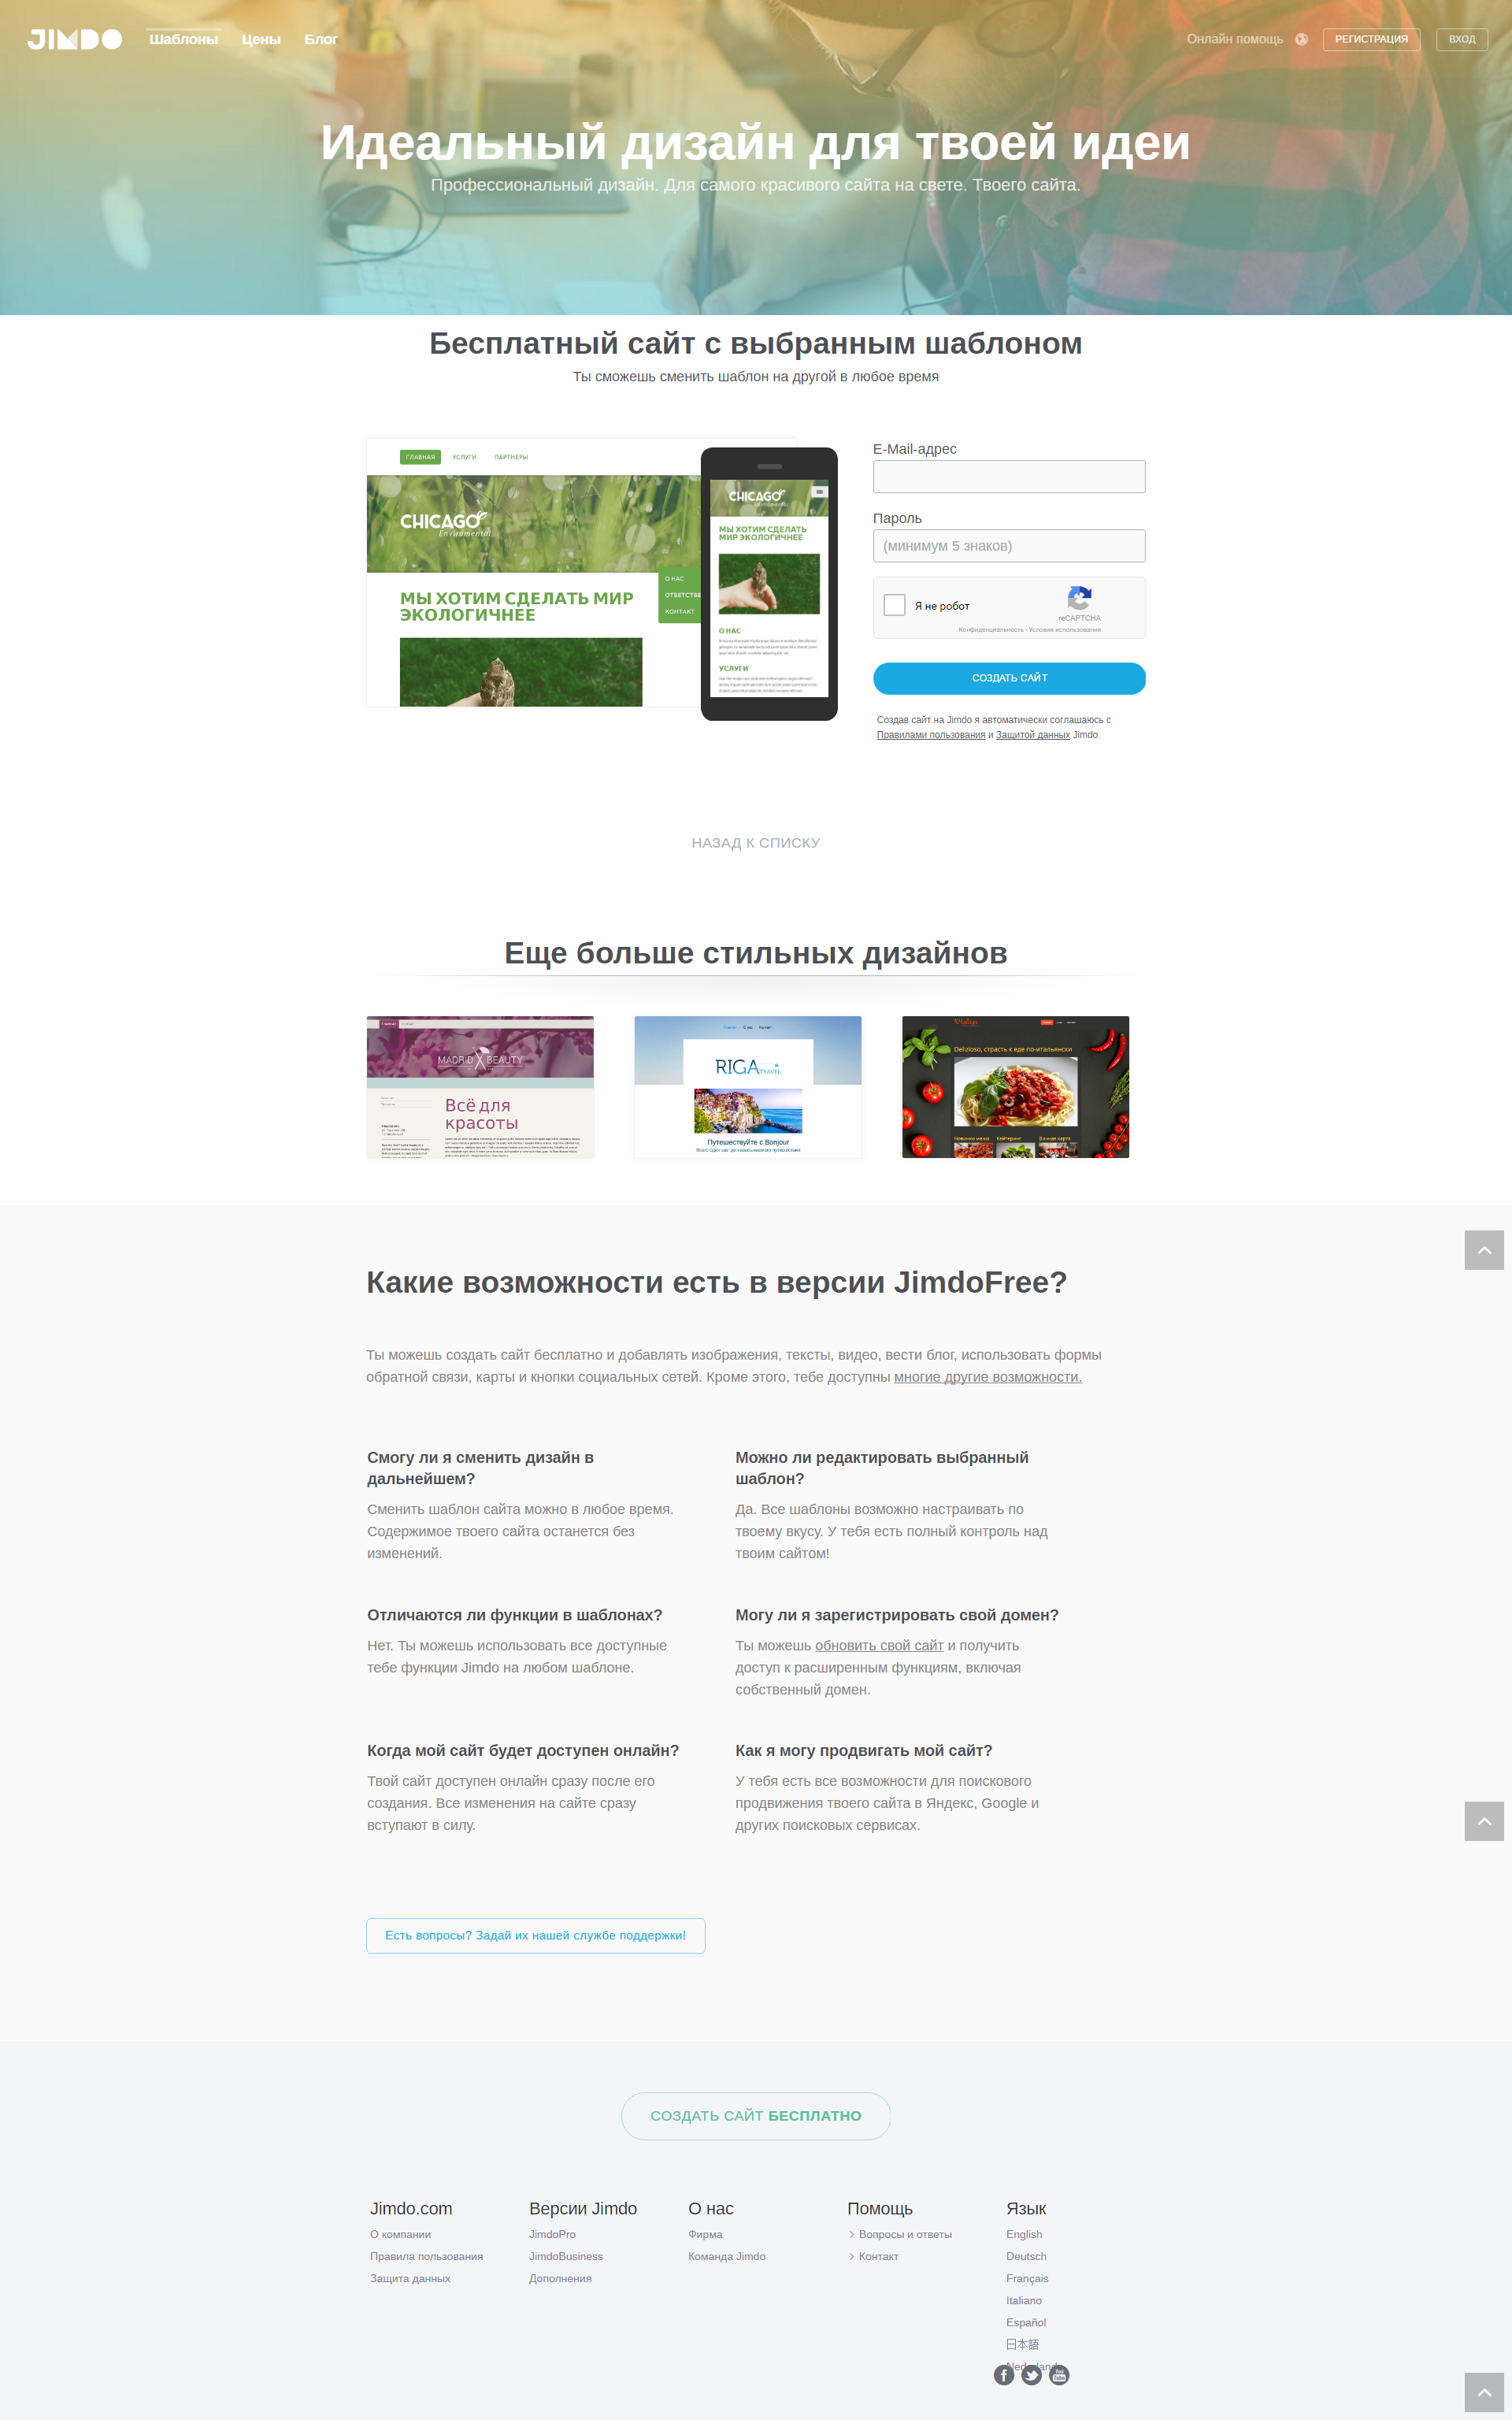 JIMDO
Шаблоны Цены Блог
Онлайн помощь РЕГИСТРАЦИЯ ВХОД
Идеальный дизайн для твоей идеи
Профессиональный дизайн. Для самого красивого сайта на свете. Твоего сайта.
Бесплатный сайт с выбранным шаблоном
Ты сможешь сменить шаблон на другой в любое время
ГЛАВНАЯ УСЛУГИ ПАРТНЕРЫ
CHICAGO
Envirmental
О НАС
ОТВЕТСТВЕ
КОНТАКТ
МЫ ХОТИМ СДЕЛАТЬ МИР
ЭКОЛОГИЧНЕЕ
CHICAGO
МЫ ХОТИМ СДЕЛАТЬ
МИР ЭКОЛОГИЧНЕЕ
О НАС
УСЛУГИ
E-Mail-адрес
Пароль
(минимум 5 знаков)
Я не робот
reCAPTCHA
Конфиденциальность - Условия использования
СОЗДАТЬ САЙТ
Создав сайт на Jimdo я автоматически соглашаюсь с
Правилами пользования и Защитой данных Jimdo.
НАЗАД К СПИСКУ
Еще больше стильных дизайнов
MADRID BEAUTY
Всё для
красоты
RIGA
TRAVEL
Путешествуйте с Bonjour
Malaga
Delizioso, страсть к еде по-итальянски
Новинки меню Кейтеринг Винная карта
Какие возможности есть в версии JimdoFree?
Ты можешь создать сайт бесплатно и добавлять изображения, тексты, видео, вести блог, использовать формы
обратной связи, карты и кнопки социальных сетей. Кроме этого, тебе доступны многие другие возможности.
Смогу ли я сменить дизайн в
дальнейшем?
Сменить шаблон сайта можно в любое время.
Содержимое твоего сайта останется без
изменений.
Можно ли редактировать выбранный
шаблон?
Да. Все шаблоны возможно настраивать по
твоему вкусу. У тебя есть полный контроль над
твоим сайтом!
Отличаются ли функции в шаблонах?
Нет. Ты можешь использовать все доступные
тебе функции Jimdo на любом шаблоне.
Могу ли я зарегистрировать свой домен?
Ты можешь обновить свой сайт и получить
доступ к расширенным функциям, включая
собственный домен.
Когда мой сайт будет доступен онлайн?
Твой сайт доступен онлайн сразу после его
создания. Все изменения на сайте сразу
вступают в силу.
Как я могу продвигать мой сайт?
У тебя есть все возможности для поискового
продвижения твоего сайта в Яндекс, Google и
других поисковых сервисах.
Есть вопросы? Задай их нашей службе поддержки!
СОЗДАТЬ САЙТ БЕСПЛАТНО
Jimdo.com
О компании
Правила пользования
Защита данных
Версии Jimdo
JimdoPro
JimdoBusiness
Дополнения
О нас
Фирма
Команда Jimdo
Помощь
Вопросы и ответы
Контакт
Язык
English
Deutsch
Français
Italiano
Español
日本語
Nederlands
You
Tube